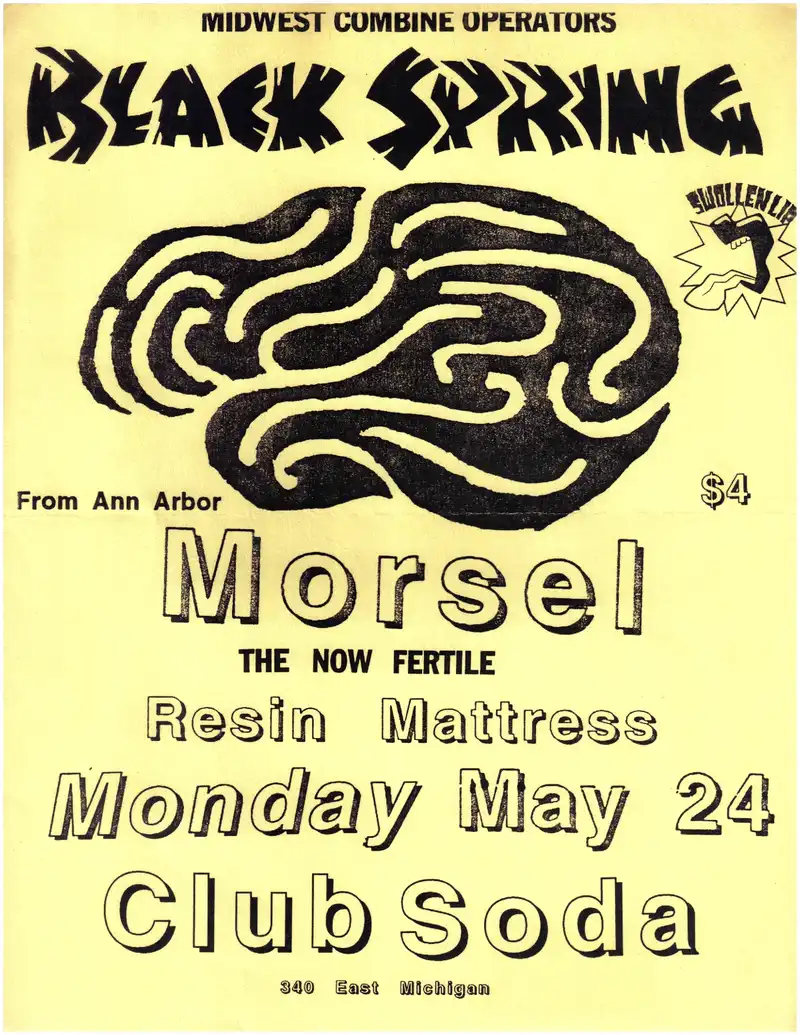 MIDWEST COMBINE OPERATORS
BLACK SPRING
SWOLLEN LIP
From Ann Arbor
$4
Morsel
THE NOW FERTILE
Resin Mattress
Monday May 24
Club Soda
340 East Michigan